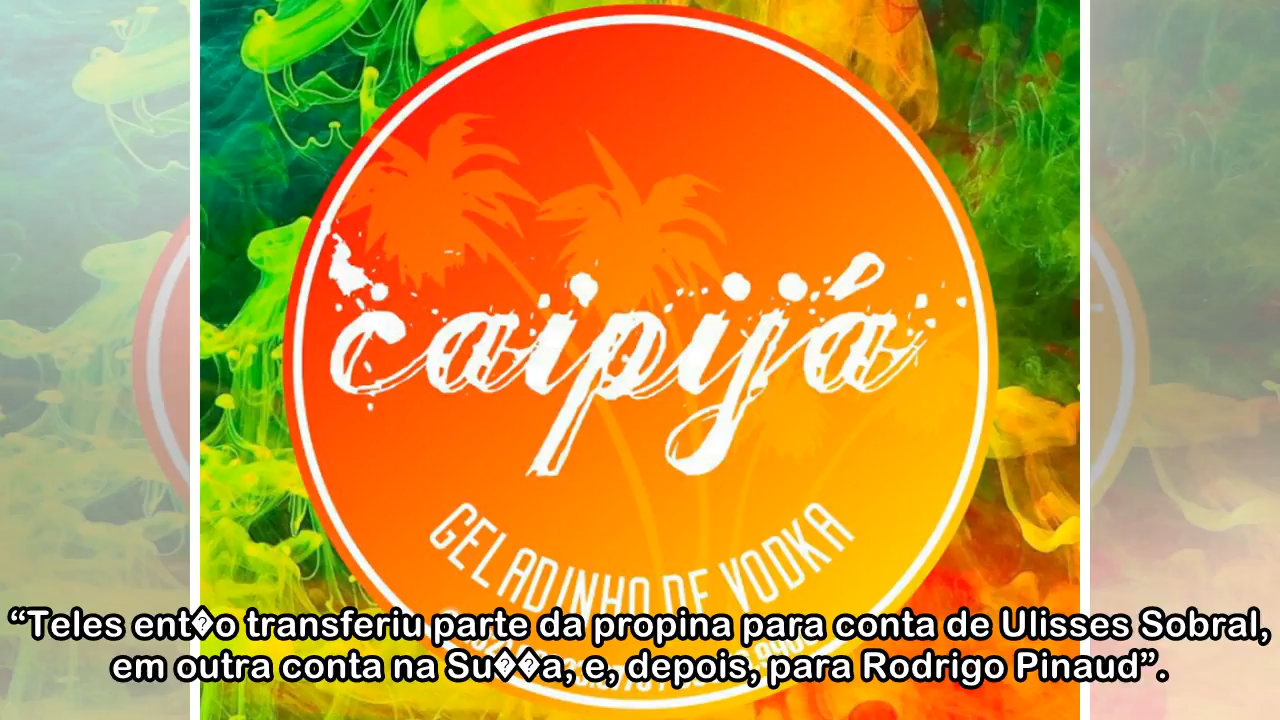 caipijá
GELADINHO DE VODKA
“Teles ent�o transferiu parte da propina para conta de Ulisses Sobral,
em outra conta na Su��a, e, depois, para Rodrigo Pinaud”.